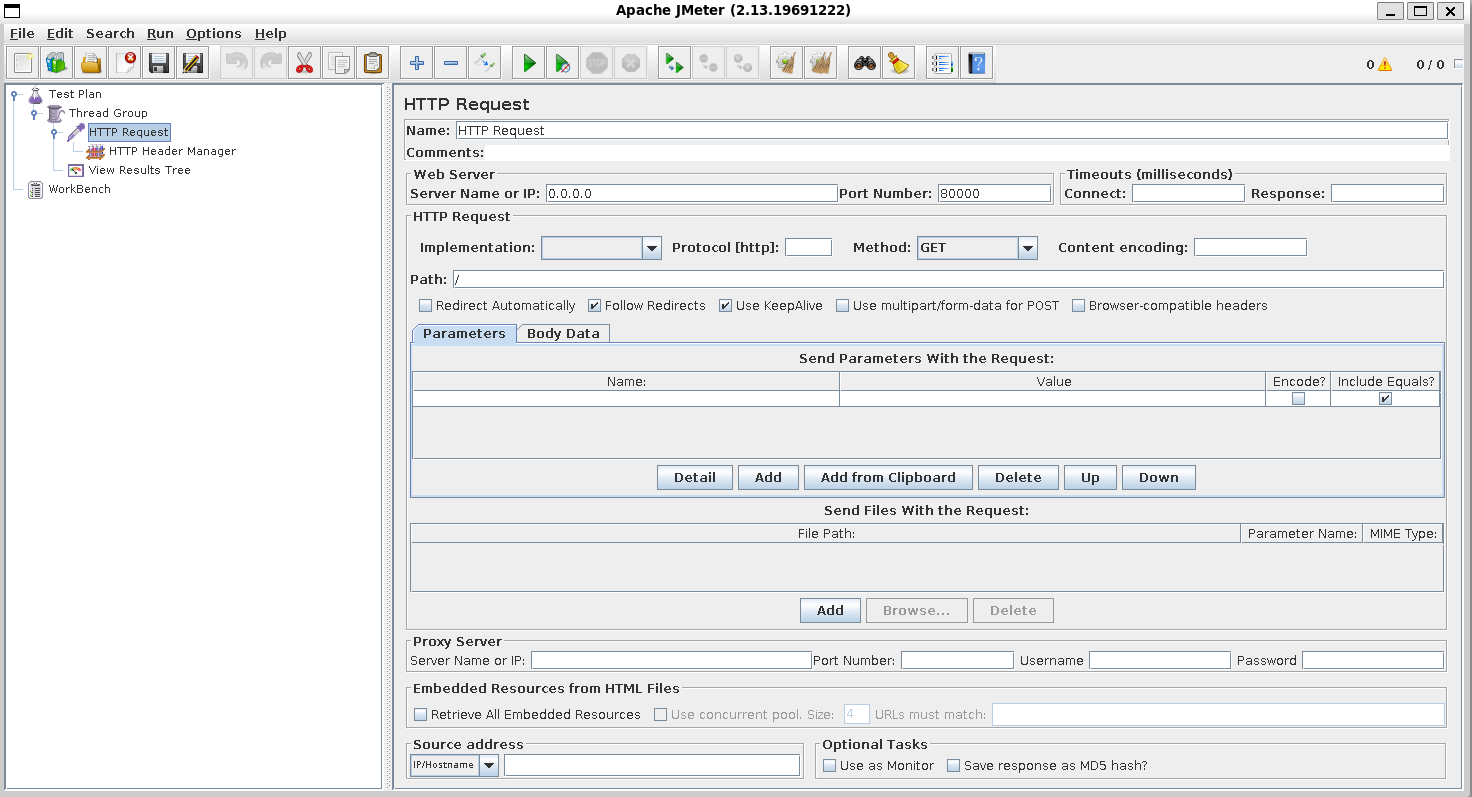 Apache JMeter (2.13.19691222)
File Edit Search Run Options Help
0 0 / 0
Test Plan
Thread Group
HTTP Request
HTTP Header Manager
View Results Tree
WorkBench
HTTP Request
Name: HTTP Request
Comments:
Web Server
Server Name or IP: 0.0.0.0 Port Number: 80000
Timeouts (milliseconds)
Connect: Response:
HTTP Request
Implementation: Protocol [http]: Method: GET Content encoding:
Path: /
Redirect Automatically Follow Redirects Use KeepAlive Use multipart/form-data for POST Browser-compatible headers
Parameters Body Data
Send Parameters With the Request:
Name: Value Encode? Include Equals?
Detail Add Add from Clipboard Delete Up Down
Send Files With the Request:
File Path: Parameter Name: MIME Type:
Add Browse... Delete
Proxy Server
Server Name or IP: Port Number: Username Password
Embedded Resources from HTML Files
Retrieve All Embedded Resources Use concurrent pool. Size: 4 URLs must match:
Source address
IP/Hostname
Optional Tasks
Use as Monitor Save response as MD5 hash?